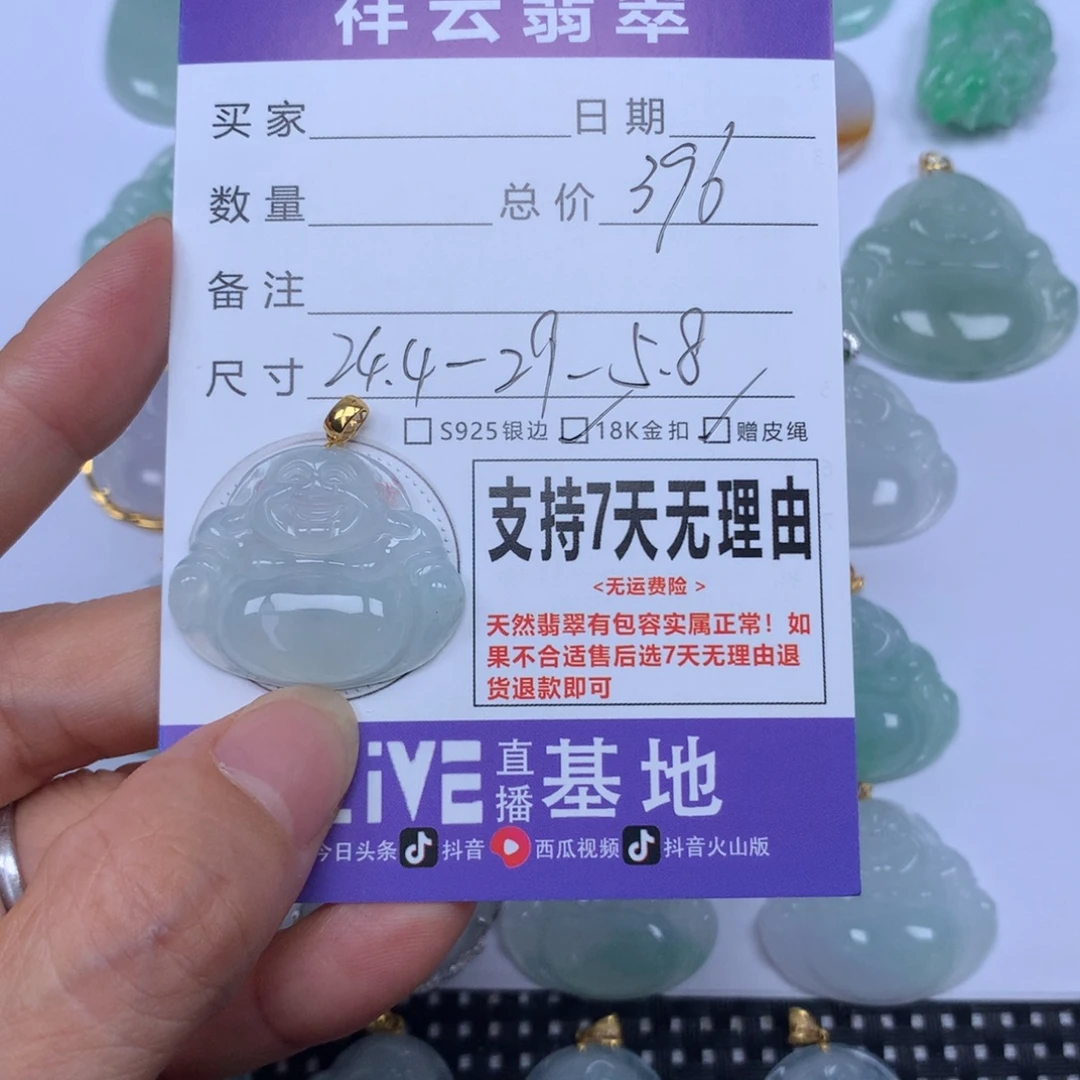 祥云翡翠
买家 日期
数量 总价 396
备注
尺寸 24.4-29-5.8
S925银边 18K金扣 赠皮绳
支持7天无理由
<无运费险>
天然翡翠有包容实属正常！如
果不合适售后选7天无理由退
货退款即可
LiVE 直播 基地
今日头条 抖音 西瓜视频 抖音火山版